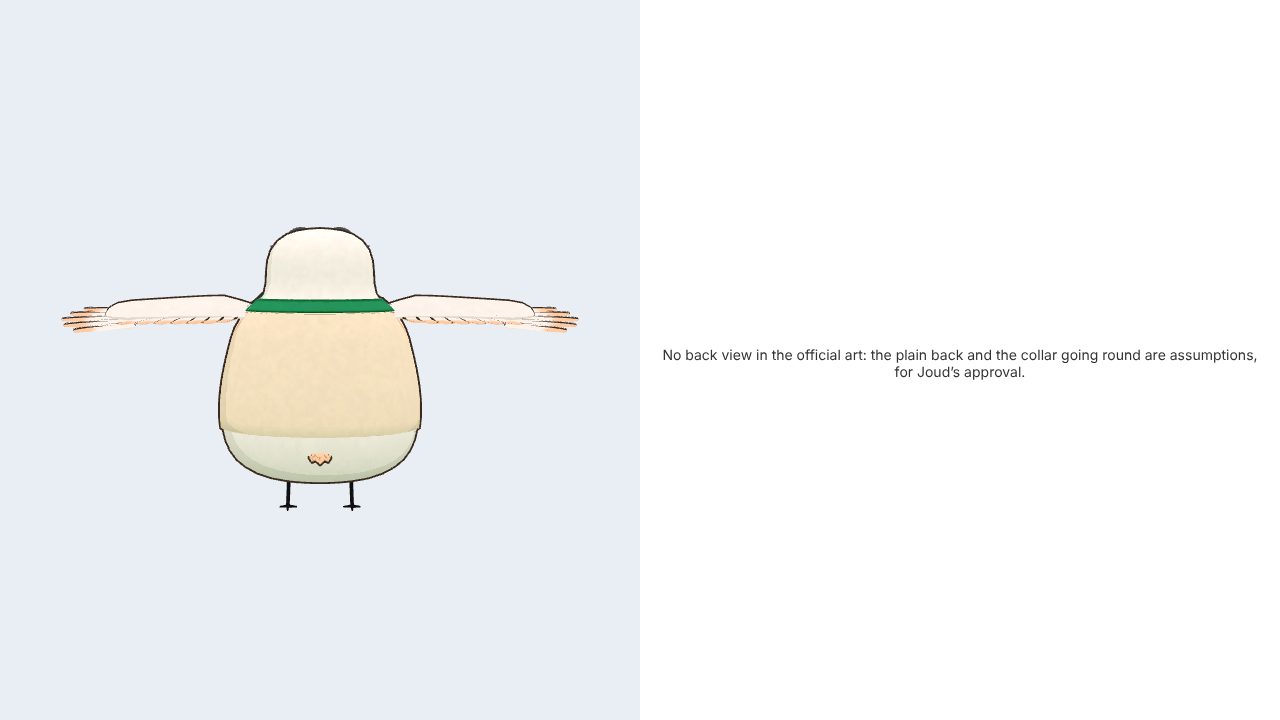 No back view in the official art: the plain back and the collar going round are assumptions,
for Joud’s approval.